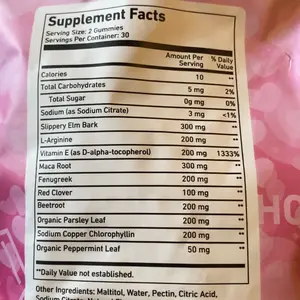 Supplement Facts
Serving Size: 2 Gummies
Servings Per Container: 30
Amount Per Serving % Daily Value
Calories 10 **
Total Carbohydrates 5 mg 2%
Total Sugar 0g mg 0%
Sodium (as Sodium Citrate) 3 mg <1%
Slippery Elm Bark 300 mg **
L-Arginine 200 mg **
Vitamin E (as D-alpha-tocopherol) 200 mg 1333%
Maca Root 300 mg **
Fenugreek 200 mg **
Red Clover 100 mg **
Beetroot 200 mg **
Organic Parsley Leaf 200 mg **
Sodium Copper Chlorophyllin 200 mg **
Organic Peppermint Leaf 50 mg **
**Daily Value not established.
Other Ingredients: Maltitol, Water, Pectin, Citric Acid,
Sodium Citrate, Natural
HO